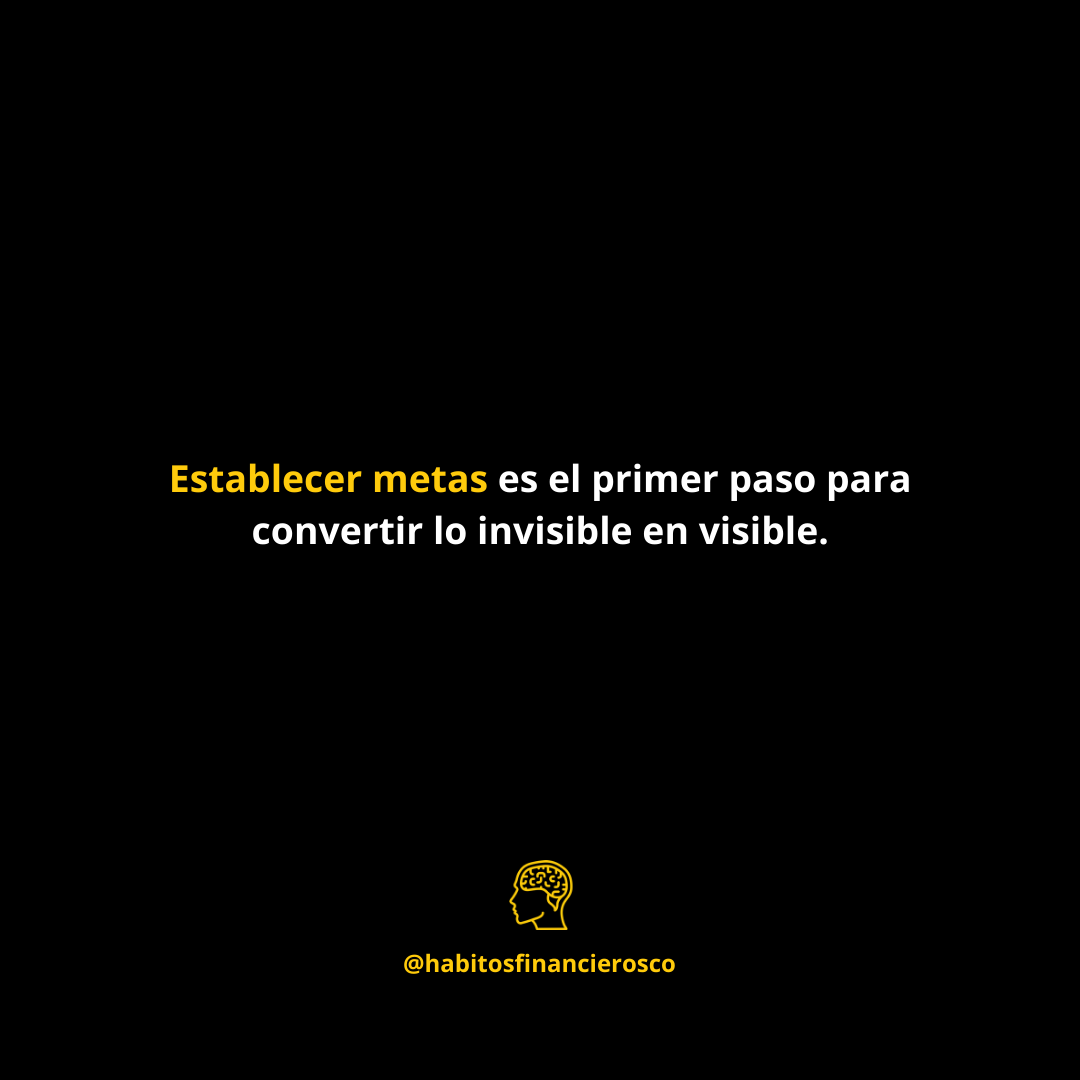 Establecer metas es el primer paso para
convertir lo invisible en visible.
@habitosfinancierosco